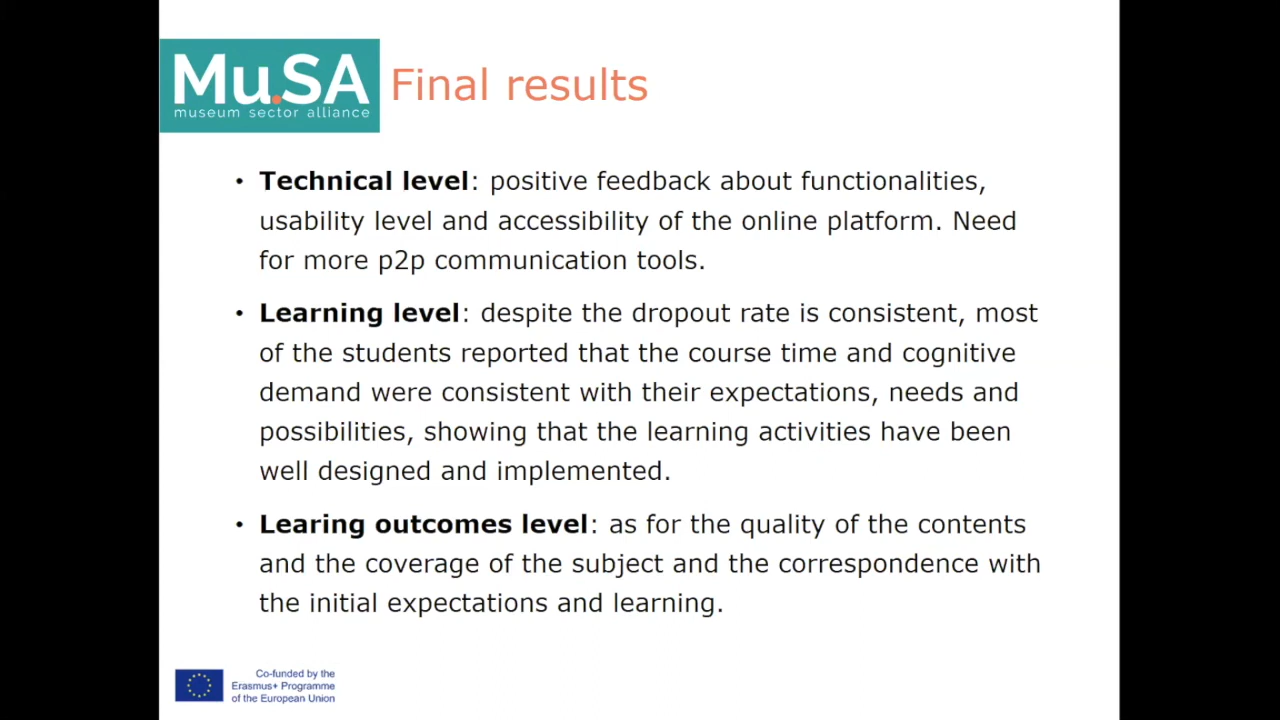 Mu.SA
museum sector alliance
Final results
• Technical level: positive feedback about functionalities,
usability level and accessibility of the online platform. Need
for more p2p communication tools.
• Learning level: despite the dropout rate is consistent, most
of the students reported that the course time and cognitive
demand were consistent with their expectations, needs and
possibilities, showing that the learning activities have been
well designed and implemented.
• Learing outcomes level: as for the quality of the contents
and the coverage of the subject and the correspondence with
the initial expectations and learning.
Co-funded by the
Erasmus+ Programme
of the European Union